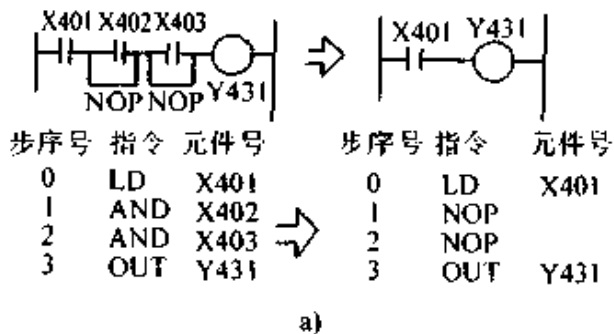 X401 X402 X403
NOP NOP Y431
X401 Y431
步序号 指令 元件号
0 LD X401
1 AND X402
2 AND X403
3 OUT Y431
步序号 指令 元件号
0 LD X401
1 NOP
2 NOP
3 OUT Y431
a)